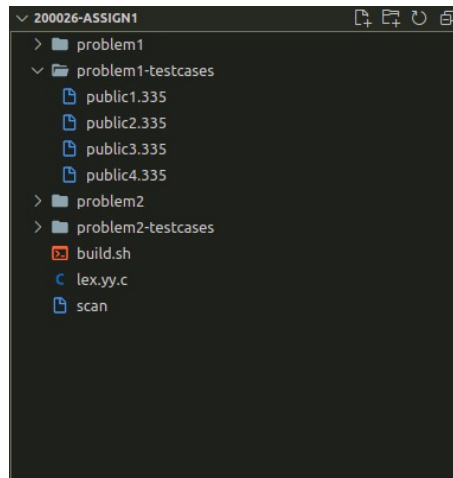 200026-ASSIGN1
problem1
problem1-testcases
public1.335
public2.335
public3.335
public4.335
problem2
problem2-testcases
build.sh
C lex.yy.c
scan